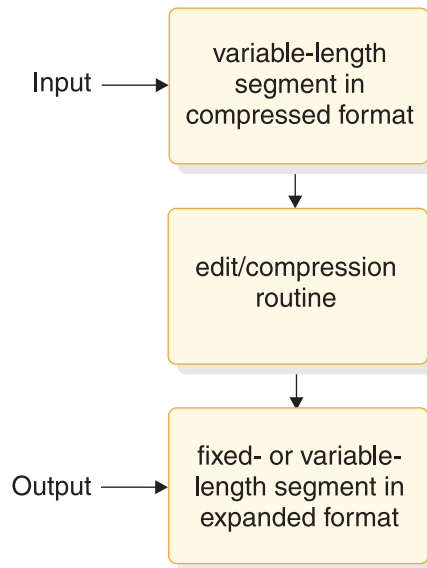 Input
variable-length
segment in
compressed format
edit/compression
routine
Output
fixed- or variable-
length segment in
expanded format